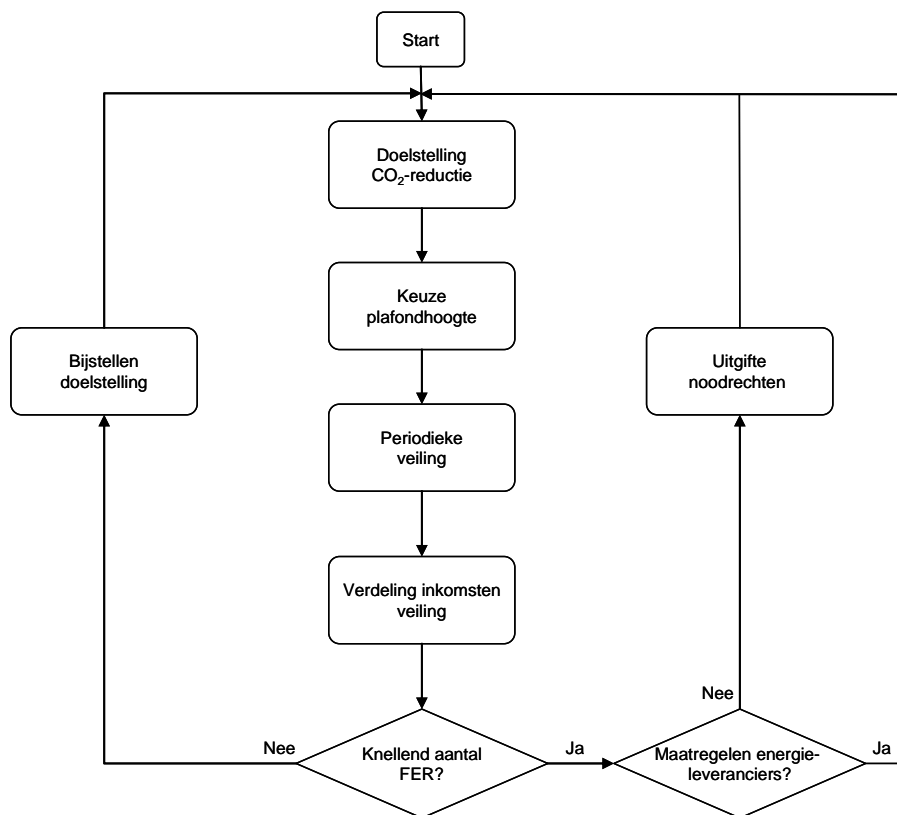 Start
Doelstelling
CO₂-reductie
Keuze
plafondhoogte
Bijstellen
doelstelling
Uitgifte
noodrechten
Periodieke
veiling
Verdeling inkomsten
veiling
Nee
Nee
Knellend aantal
FER?
Ja
Maatregelen energie-
leveranciers?
Ja